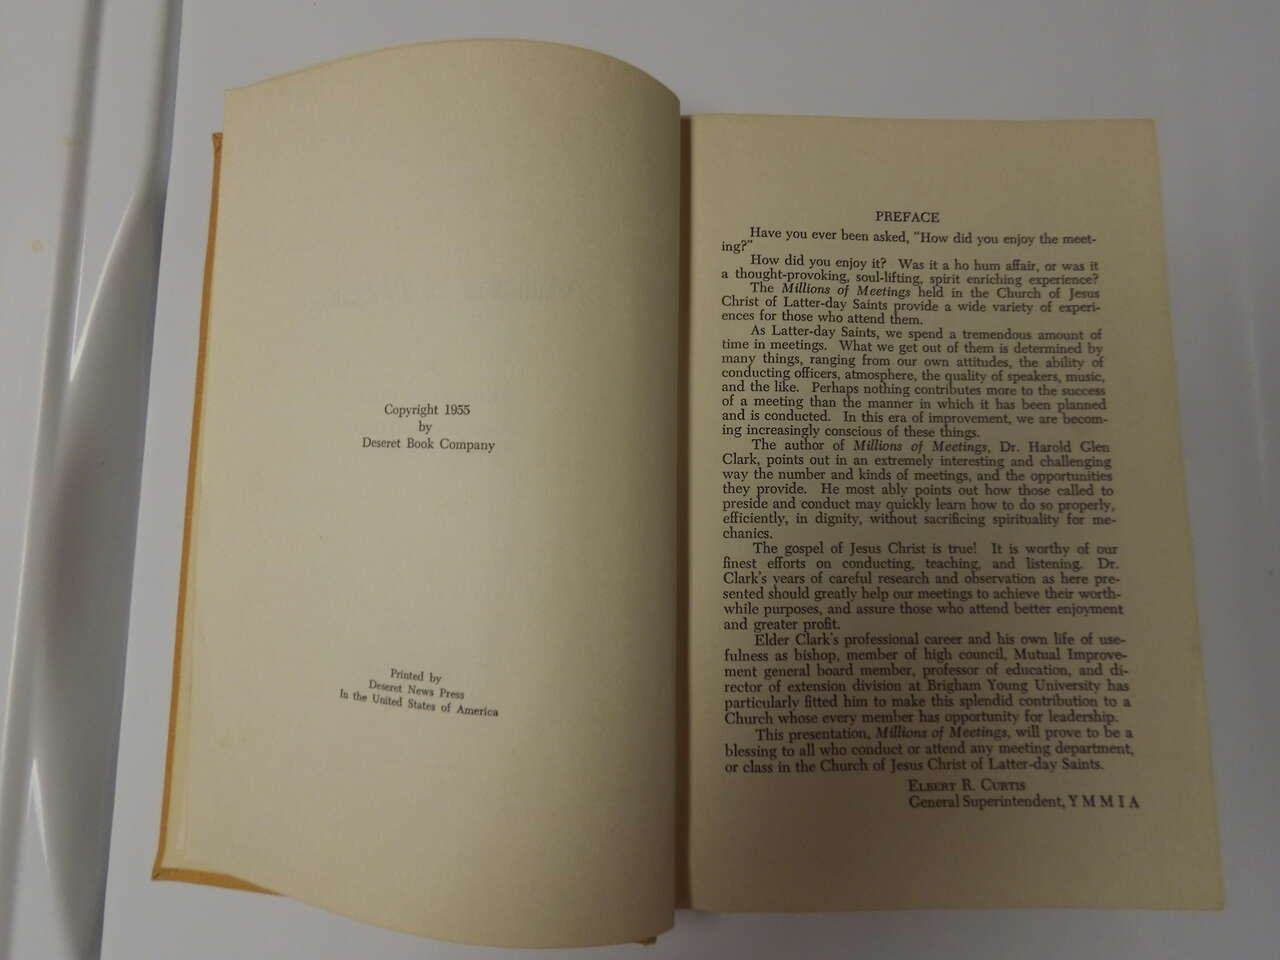 Copyright 1955
by
Deseret Book Company
Printed by
Deseret News Press
In the United States of America
PREFACE
Have you ever been asked, "How did you enjoy the meet-
ing?"
How did you enjoy it? Was it a ho hum affair, or was it
a thought-provoking, soul-lifting, spirit enriching experience?
The Millions of Meetings held in the Church of Jesus
Christ of Latter-day Saints provide a wide variety of experi-
ences for those who attend them.
As Latter-day Saints, we spend a tremendous amount of
time in meetings. What we get out of them is determined by
many things, ranging from our own attitudes, the ability of
conducting officers, atmosphere, the quality of speakers, music,
and the like. Perhaps nothing contributes more to the success
of a meeting than the manner in which it has been planned
and is conducted. In this era of improvement, we are becom-
ing increasingly conscious of these things.
The author of Millions of Meetings, Dr. Harold Glen
Clark, points out in an extremely interesting and challenging
way the number and kinds of meetings, and the opportunities
they provide. He most ably points out how those called to
preside and conduct may quickly learn how to do so properly,
efficiently, in dignity, without sacrificing spirituality for me-
chanics.
The gospel of Jesus Christ is true! It is worthy of our
finest efforts on conducting, teaching, and listening. Dr.
Clark's years of careful research and observation as here pre-
sented should greatly help our meetings to achieve their worth-
while purposes, and assure those who attend better enjoyment
and greater profit.
Elder Clark's professional career and his own life of use-
fulness as bishop, member of high council, Mutual Improve-
ment general board member, professor of education, and di-
rector of extension division at Brigham Young University has
particularly fitted him to make this splendid contribution to a
Church whose every member has opportunity for leadership.
This presentation, Millions of Meetings, will prove to be a
blessing to all who conduct or attend any meeting department,
or class in the Church of Jesus Christ of Latter-day Saints.
ELBERT R. CURTIS
General Superintendent, Y M M I A